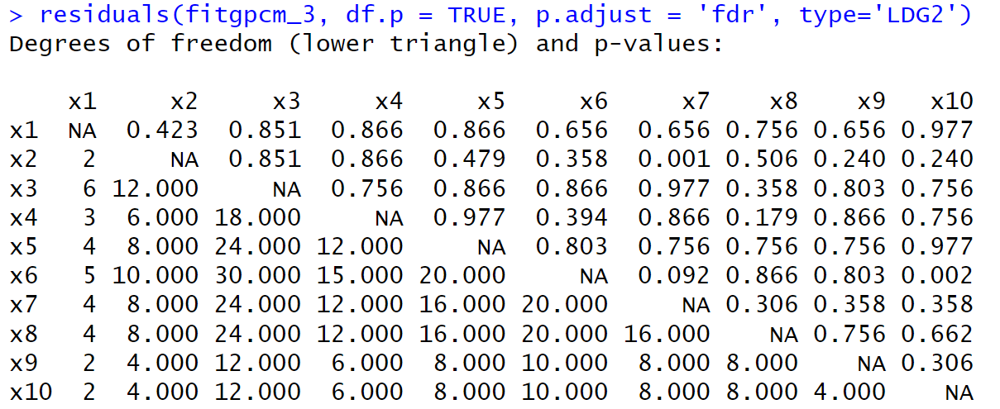 > residuals(fitgpcm_3, df.p = TRUE, p.adjust = 'fdr', type='LDG2')
Degrees of freedom (lower triangle) and p-values:

    x1     x2     x3     x4     x5     x6     x7    x8    x9   x10
x1  NA  0.423  0.851  0.866  0.866  0.656  0.656 0.756 0.656 0.977
x2   2     NA  0.851  0.866  0.479  0.358  0.001 0.506 0.240 0.240
x3   6 12.000     NA  0.756  0.866  0.866  0.977 0.358 0.803 0.756
x4   3  6.000 18.000     NA  0.977  0.394  0.866 0.179 0.866 0.756
x5   4  8.000 24.000 12.000     NA  0.803  0.756 0.756 0.756 0.977
x6   5 10.000 30.000 15.000 20.000     NA  0.092 0.866 0.803 0.002
x7   4  8.000 24.000 12.000 16.000 20.000     NA 0.306 0.358 0.358
x8   4  8.000 24.000 12.000 16.000 20.000 16.000    NA 0.756 0.662
x9   2  4.000 12.000  6.000  8.000 10.000  8.000 8.000    NA 0.306
x10  2  4.000 12.000  6.000  8.000 10.000  8.000 8.000 4.000    NA